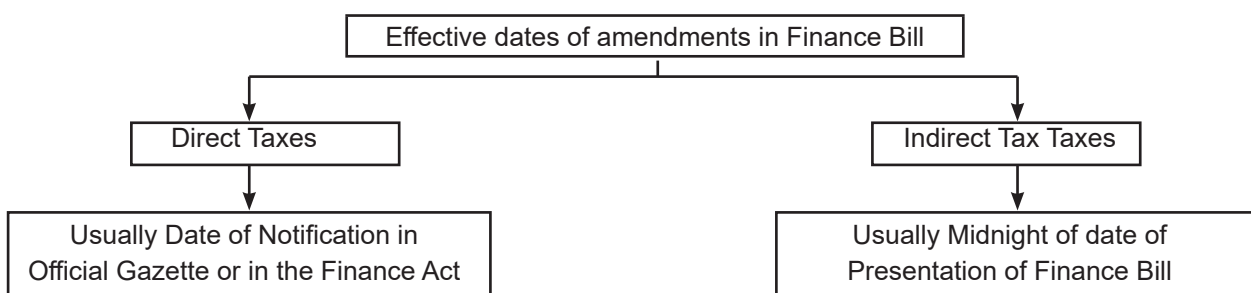 Effective dates of amendments in Finance Bill
Direct Taxes
Indirect Tax Taxes
Usually Date of Notification in
Official Gazette or in the Finance Act
Usually Midnight of date of
Presentation of Finance Bill